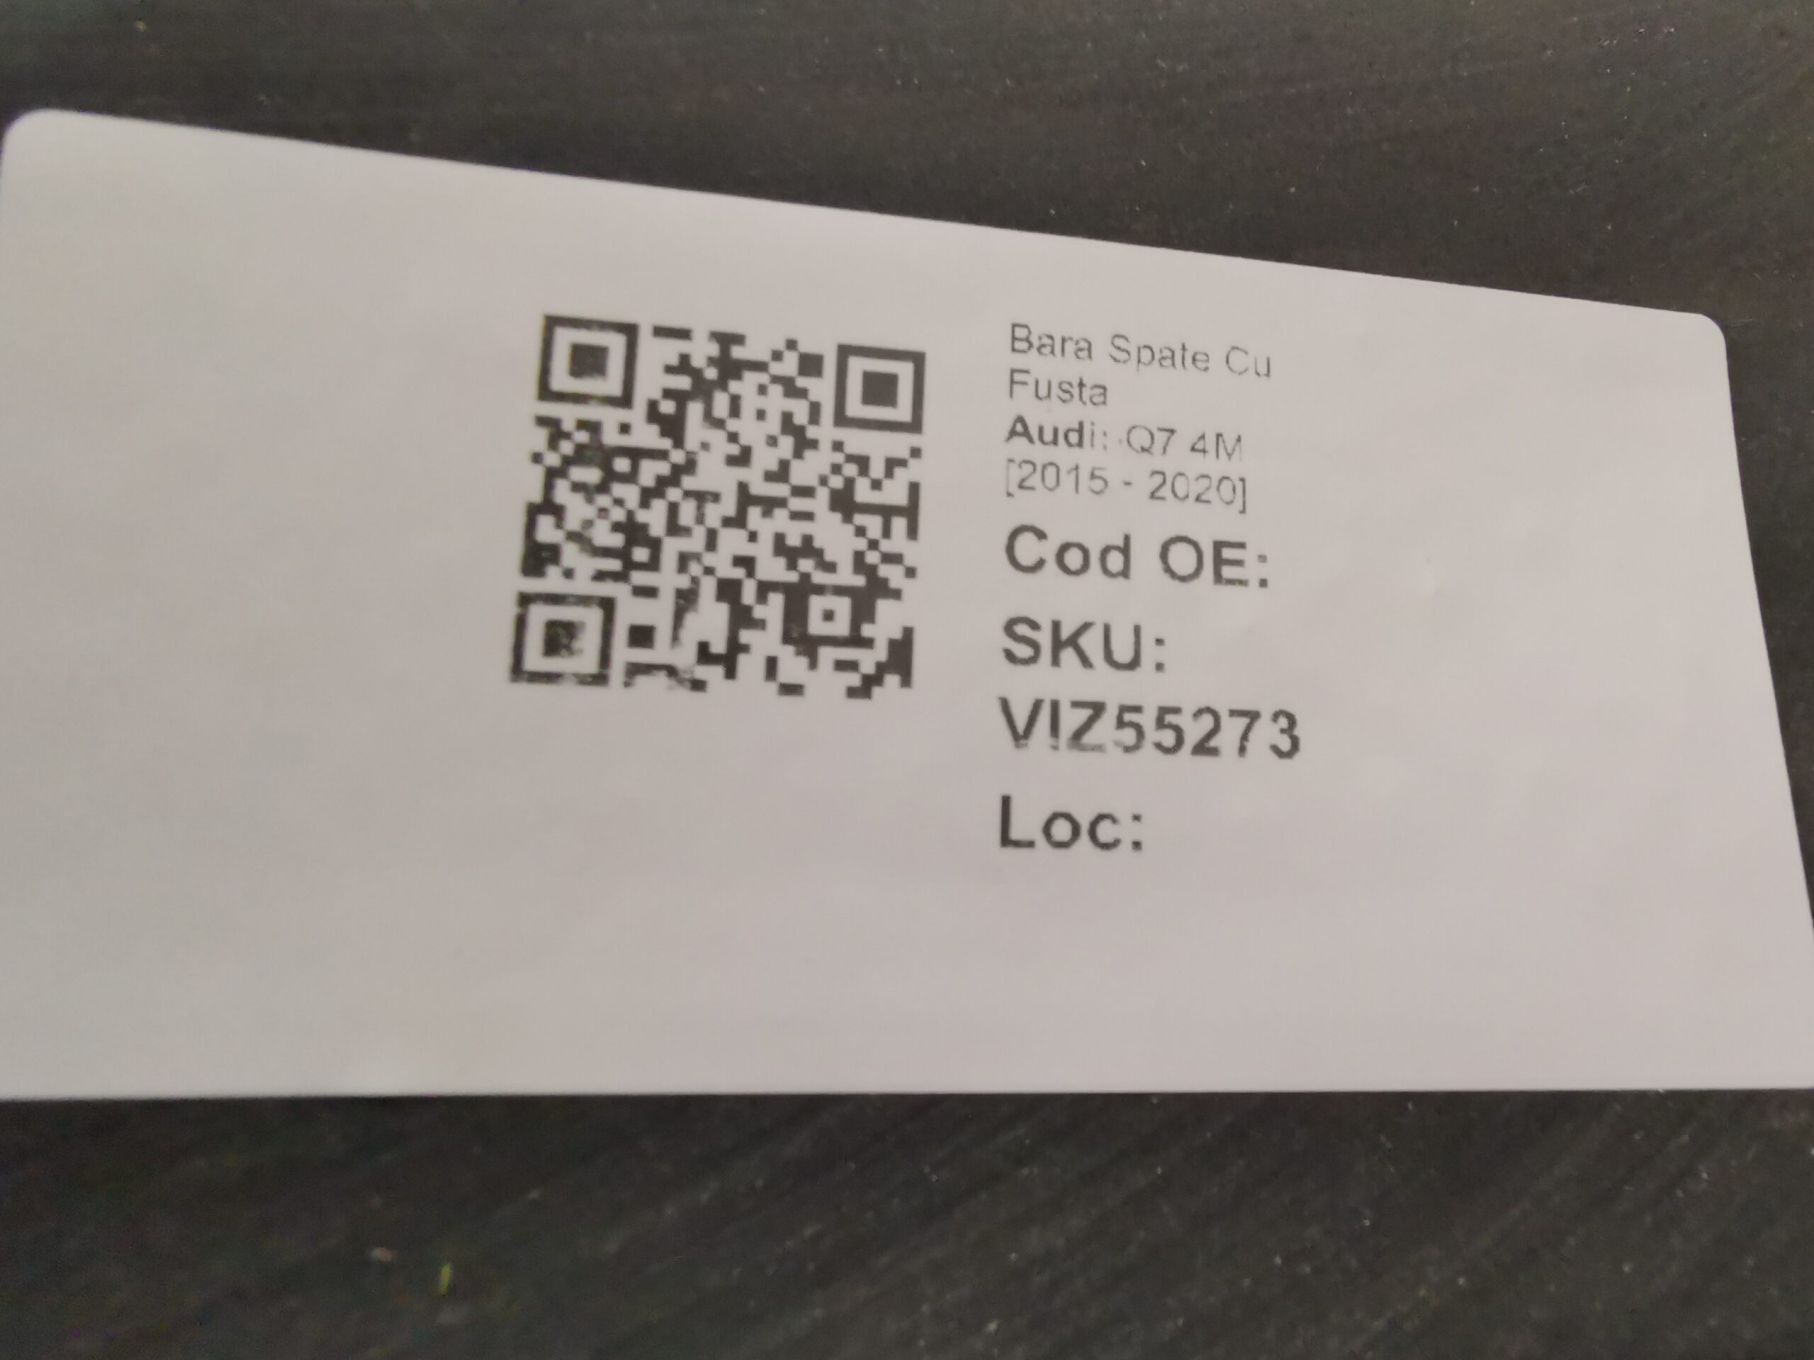 Bara Spate Cu
Fusta
Audi: Q7 4M
[2015 - 2020]
Cod OE:
SKU:
VIZ55273
Loc: